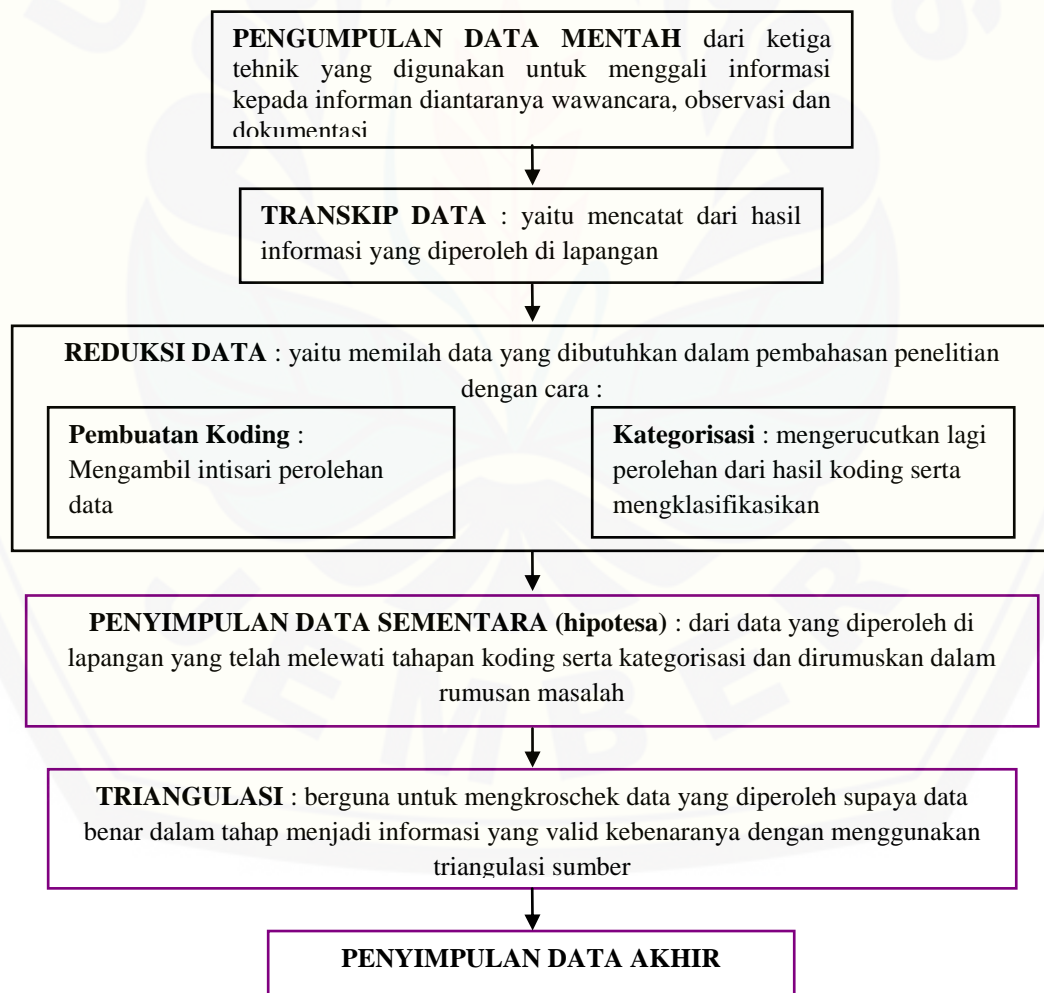 PENGUMPULAN DATA MENTAH dari ketiga
tehnik yang digunakan untuk menggali informasi
kepada informan diantaranya wawancara, observasi dan
dokumentasi
TRANSKIP DATA : yaitu mencatat dari hasil
informasi yang diperoleh di lapangan
REDUKSI DATA : yaitu memilah data yang dibutuhkan dalam pembahasan penelitian
dengan cara :
Pembuatan Koding :
Mengambil intisari perolehan
data
Kategorisasi : mengerucutkan lagi
perolehan dari hasil koding serta
mengklasifikasikan
PENYIMPULAN DATA SEMENTARA (hipotesa) : dari data yang diperoleh di
lapangan yang telah melewati tahapan koding serta kategorisasi dan dirumuskan dalam
rumusan masalah
TRIANGULASI : berguna untuk mengkroschek data yang diperoleh supaya data
benar dalam tahap menjadi informasi yang valid kebenaranya dengan menggunakan
triangulasi sumber
PENYIMPULAN DATA AKHIR